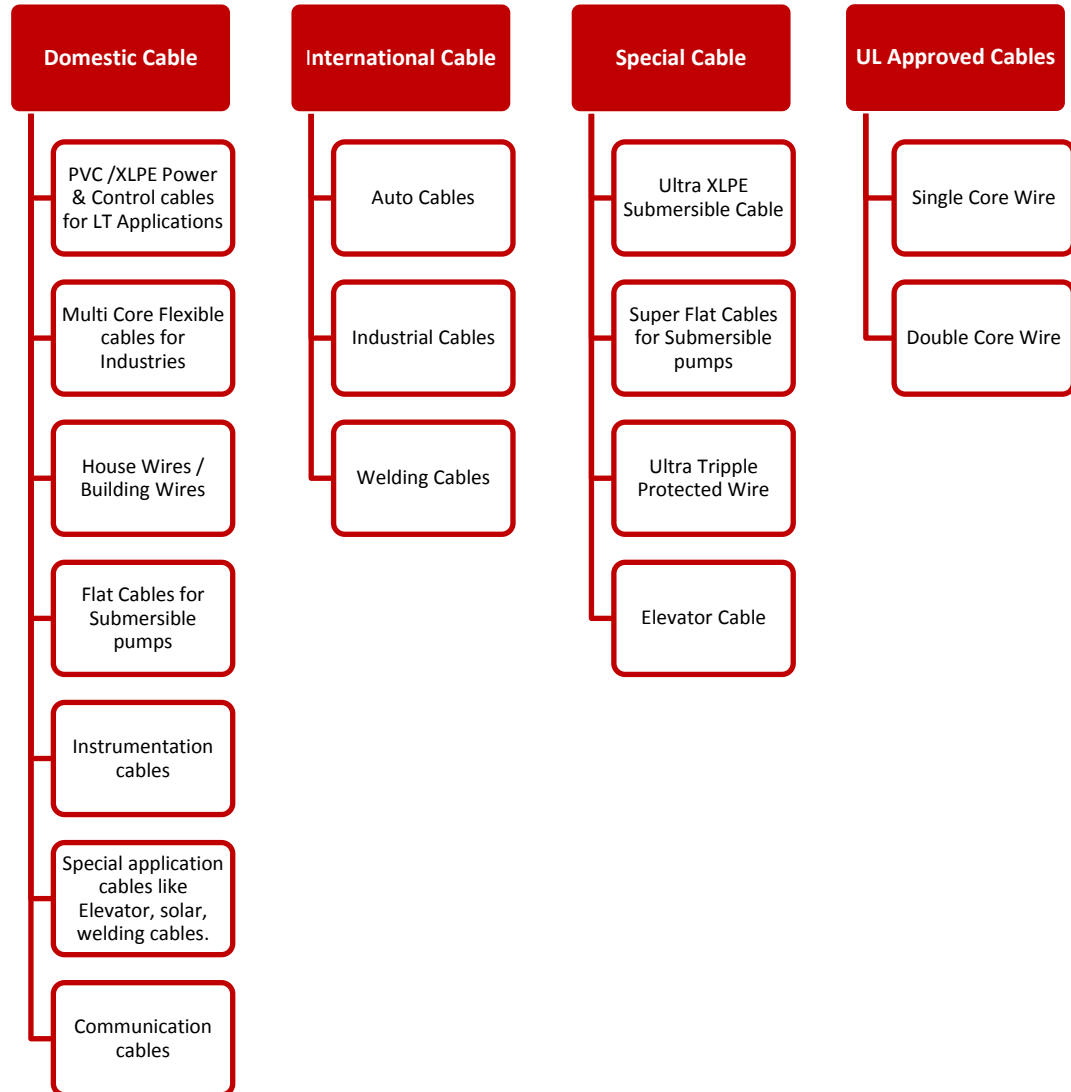 Domestic Cable
PVC /XLPE Power
& Control cables
for LT Applications
Multi Core Flexible
cables for
Industries
House Wires /
Building Wires
Flat Cables for
Submersible
pumps
Instrumentation
cables
Special application
cables like
Elevator, solar,
welding cables.
Communication
cables
International Cable
Auto Cables
Industrial Cables
Welding Cables
Special Cable
Ultra XLPE
Submersible Cable
Super Flat Cables
for Submersible
pumps
Ultra Tripple
Protected Wire
Elevator Cable
UL Approved Cables
Single Core Wire
Double Core Wire